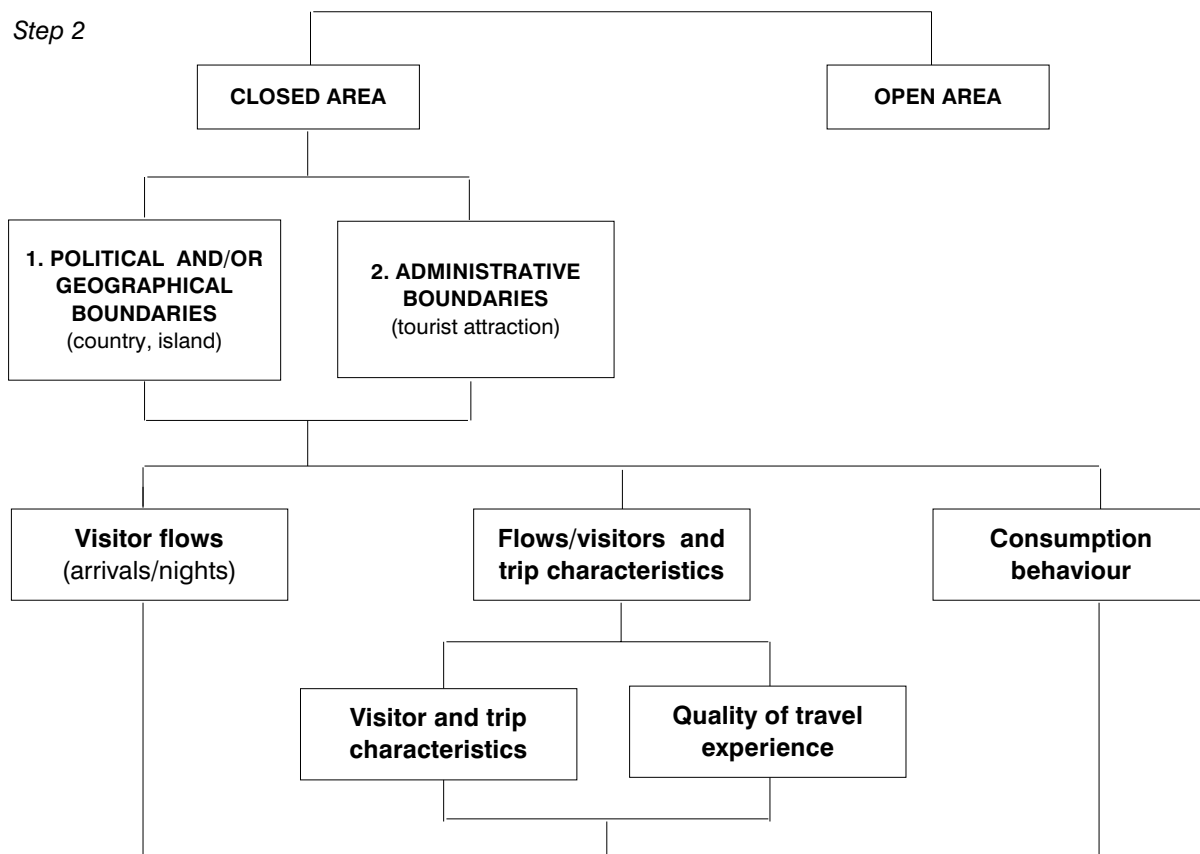 Step 2
CLOSED AREA
OPEN AREA
1. POLITICAL AND/OR
GEOGRAPHICAL
BOUNDARIES
(country, island)
2. ADMINISTRATIVE
BOUNDARIES
(tourist attraction)
Visitor flows
(arrivals/nights)
Flows/visitors and
trip characteristics
Consumption
behaviour
Visitor and trip
characteristics
Quality of travel
experience